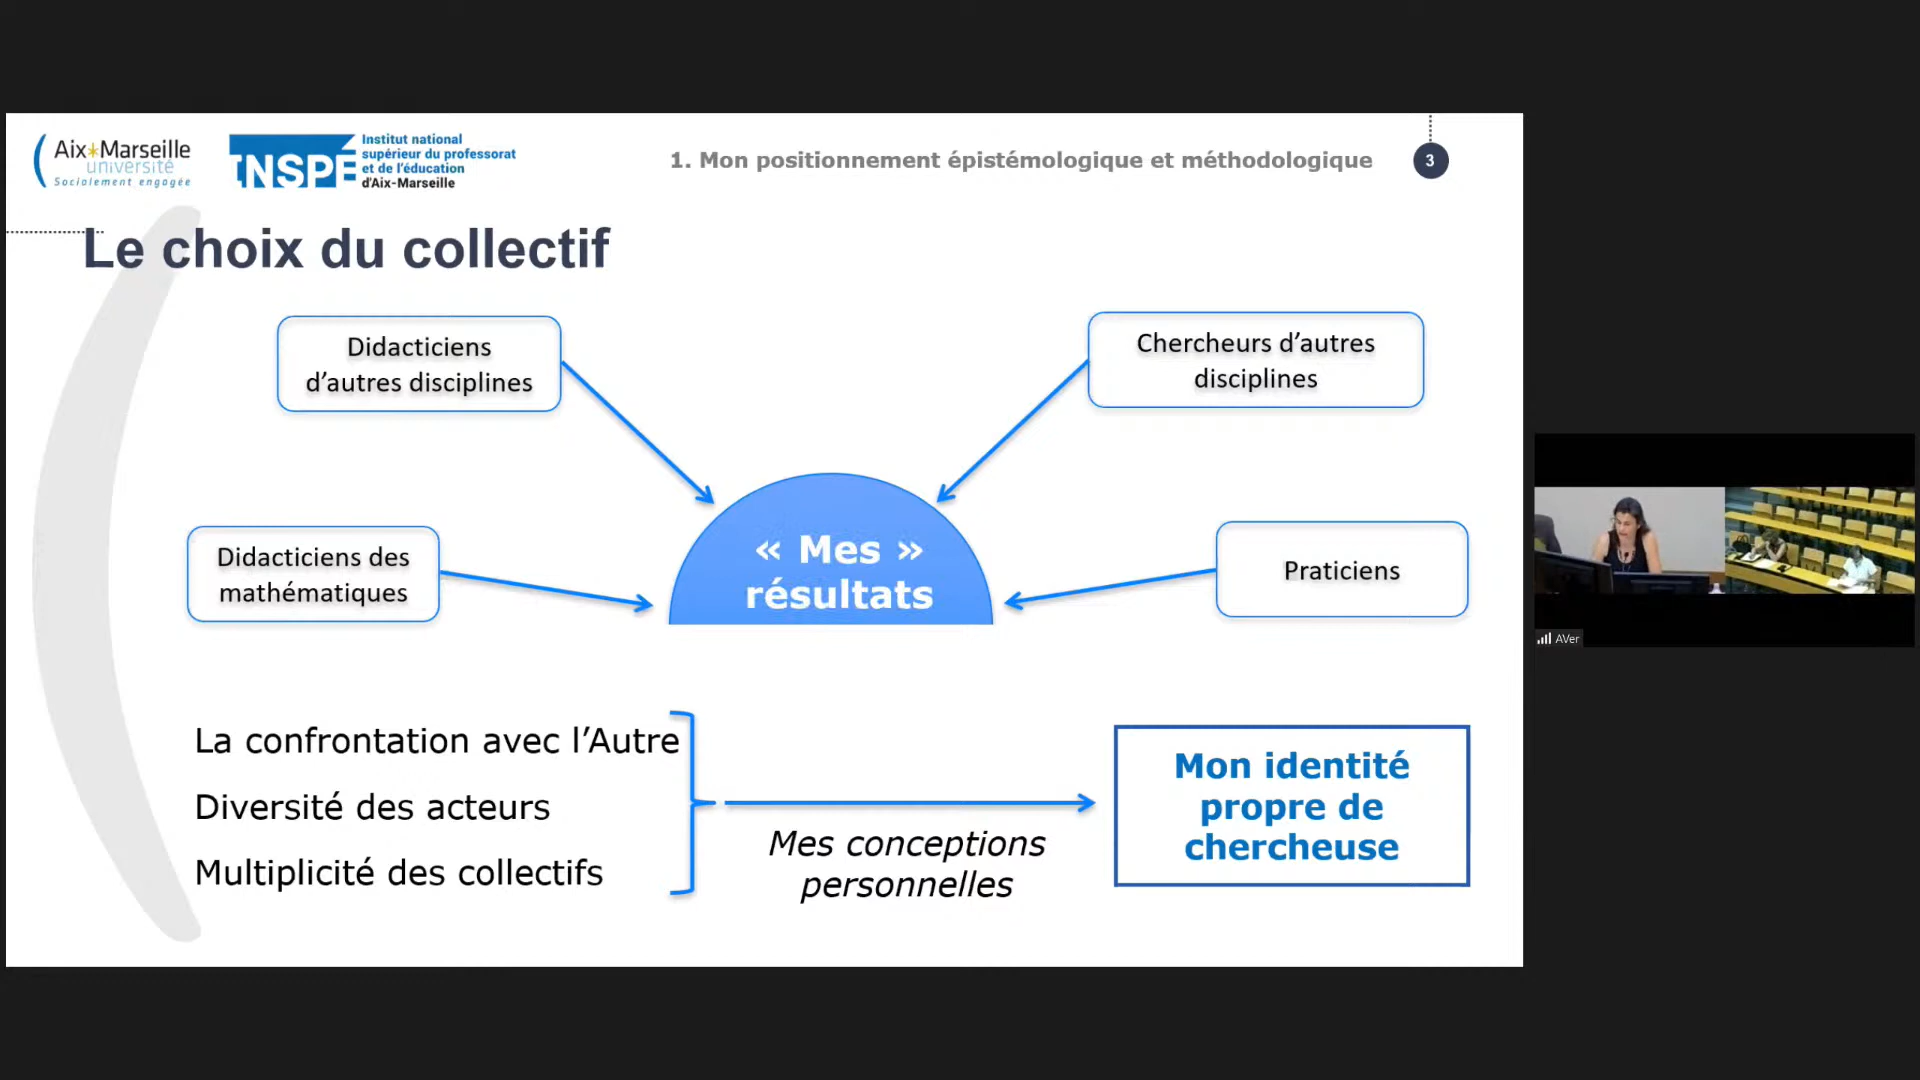 Aix*Marseille
université
Socialement engagée
INSPÉ
Institut national
supérieur du professorat
et de l'éducation
d'Aix-Marseille
1. Mon positionnement épistémologique et méthodologique
3
Le choix du collectif
Didacticiens
d'autres disciplines
Chercheurs d'autres
disciplines
Didacticiens des
mathématiques
« Mes »
résultats
Praticiens
La confrontation avec l'Autre
Diversité des acteurs
Multiplicité des collectifs
Mes conceptions
personnelles
Mon identité
propre de
chercheuse
AVer